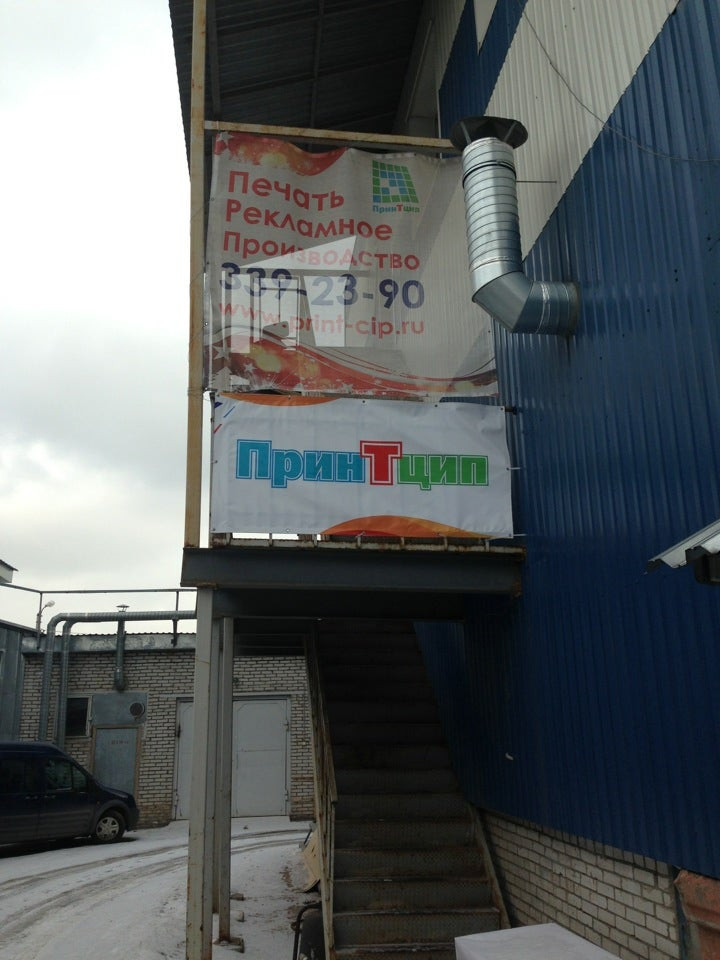 Печать
ПринТцип
Рекламное
Производство
339-23-90
www.print-cip.ru
ПринТцип